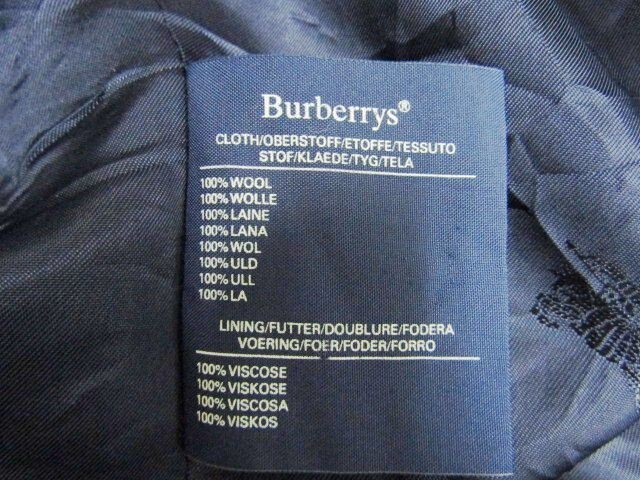 Burberrys®
CLOTH/OBERSTOFF/ETOFFE/TESSUTO
STOF/KLAEDE/TYG/TELA
100% WOOL
100% WOLLE
100% LAINE
100% LANA
100% WOL
100% ULD
100% ULL
100% LA
LINING/FUTTER/DOUBLURE/FODERA
VOERING/FOER/FODER/FORRO
100% VISCOSE
100% VISKOSE
100% VISCOSA
100% VISKOS